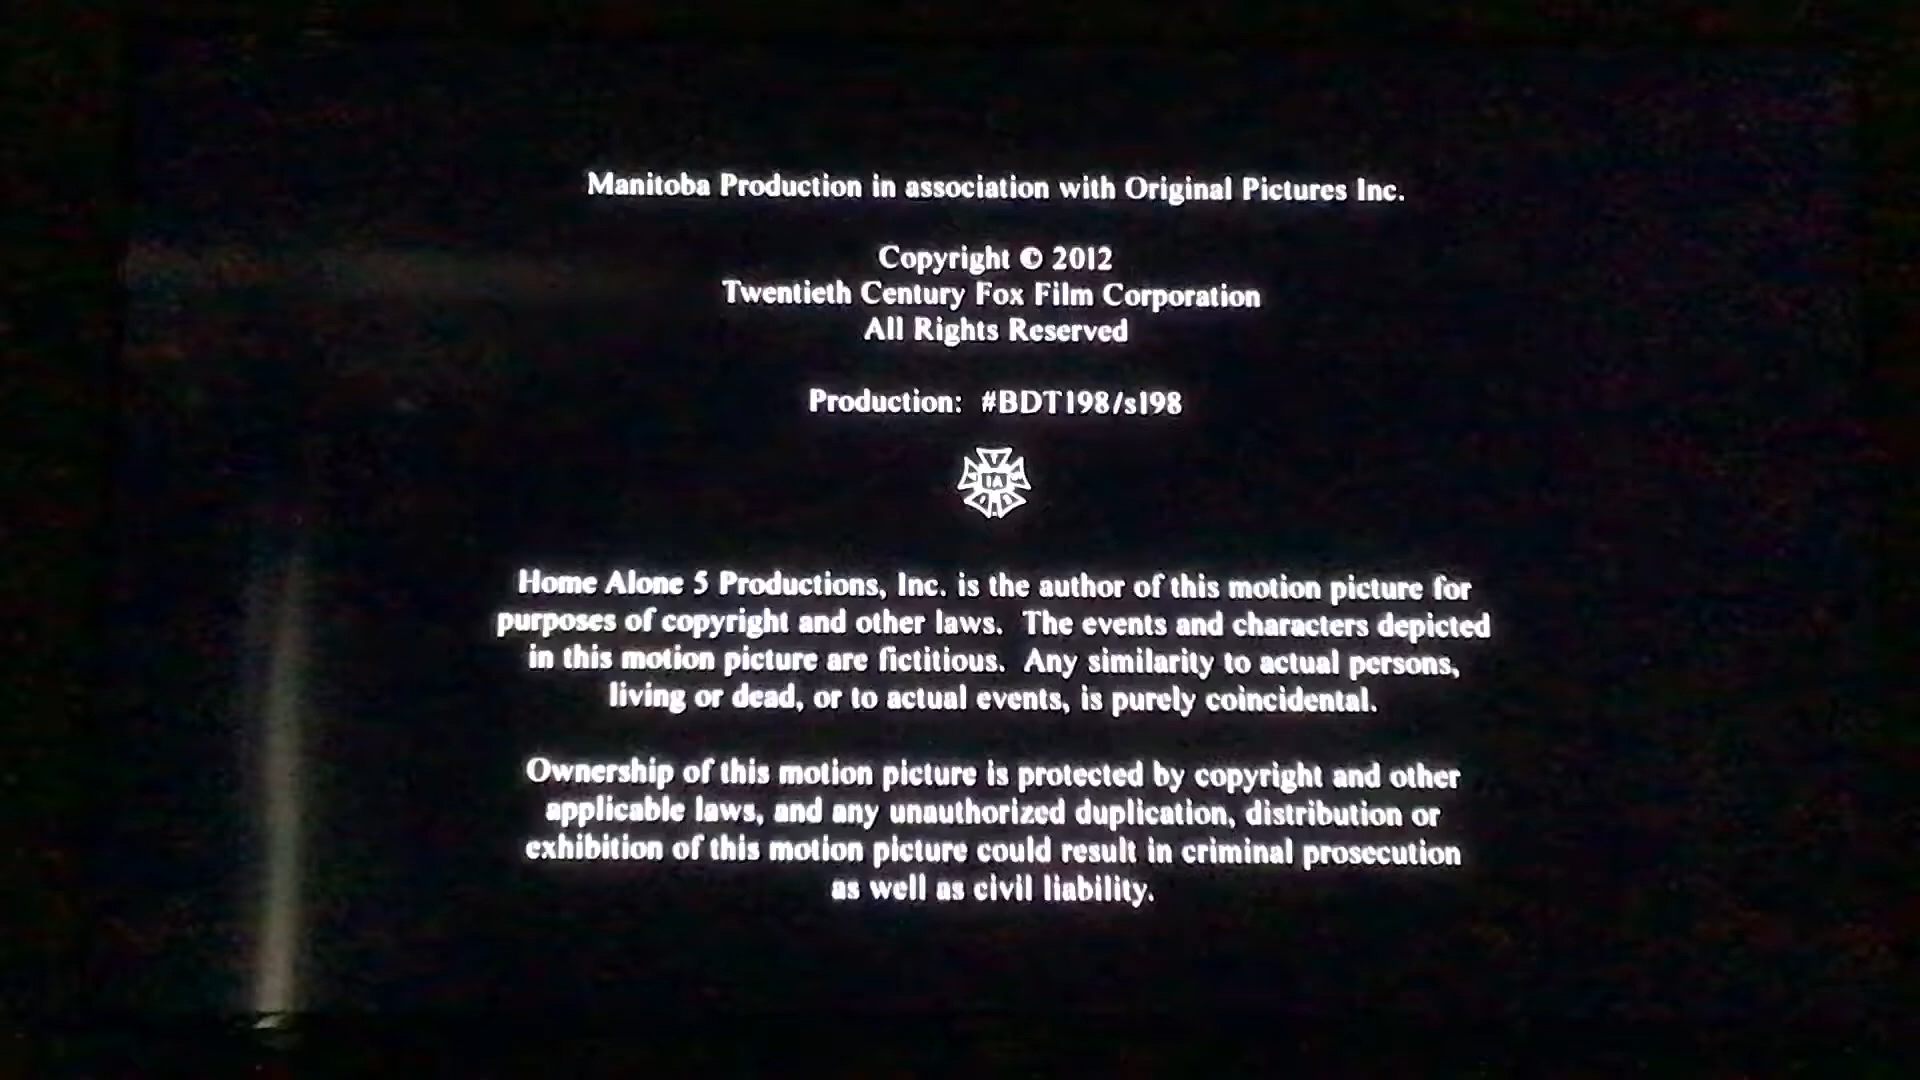 Manitoba Production in association with Original Pictures Inc.
Copyright © 2012
Twentieth Century Fox Film Corporation
All Rights Reserved
Production: #BDT198/s198
IA
Home Alone 5 Productions, Inc. is the author of this motion picture for
purposes of copyright and other laws. The events and characters depicted
in this motion picture are fictitious. Any similarity to actual persons,
living or dead, or to actual events, is purely coincidental.
Ownership of this motion picture is protected by copyright and other
applicable laws, and any unauthorized duplication, distribution or
exhibition of this motion picture could result in criminal prosecution
as well as civil liability.